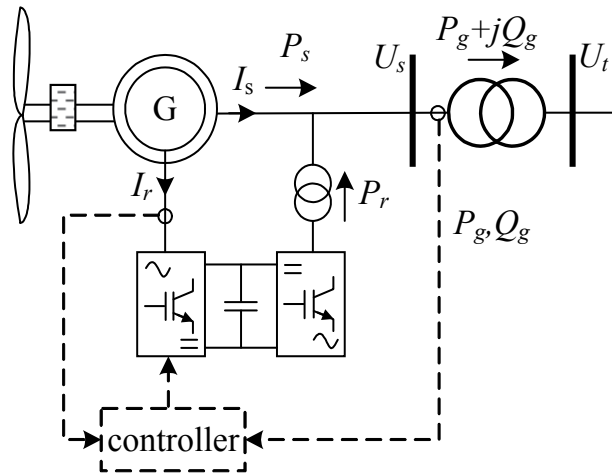 P_s
P_g+jQ_g
U_s
U_t
I_s
G
I_r
P_r
P_g,Q_g
controller